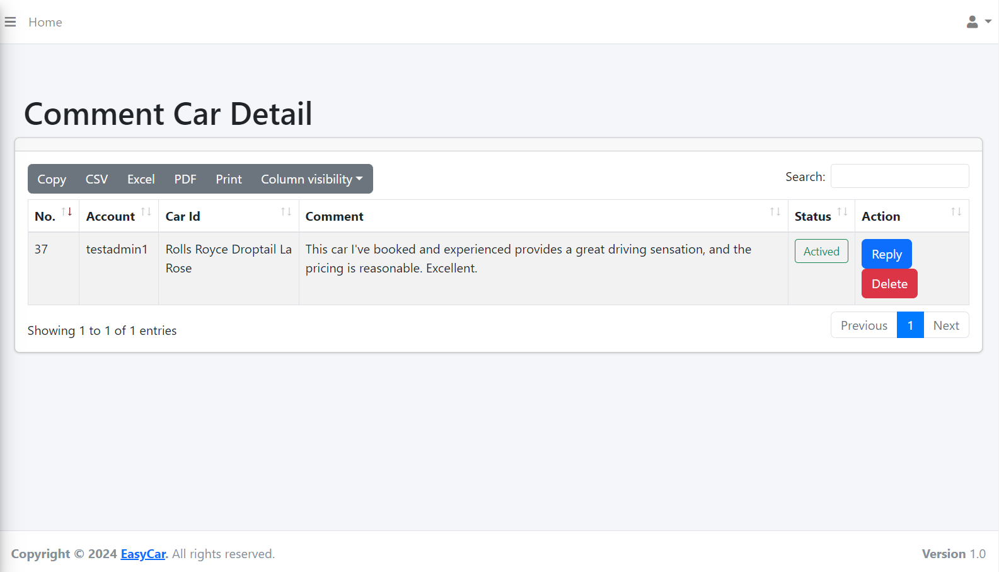 Home
Comment Car Detail
Copy CSV Excel PDF Print Column visibility
Search:
No. Account Car Id Comment Status Action
37 testadmin1 Rolls Royce Droptail La Rose This car I've booked and experienced provides a great driving sensation, and the pricing is reasonable. Excellent. Actived Reply
Delete
Showing 1 to 1 of 1 entries
Previous 1 Next
Copyright © 2024 EasyCar. All rights reserved.
Version 1.0